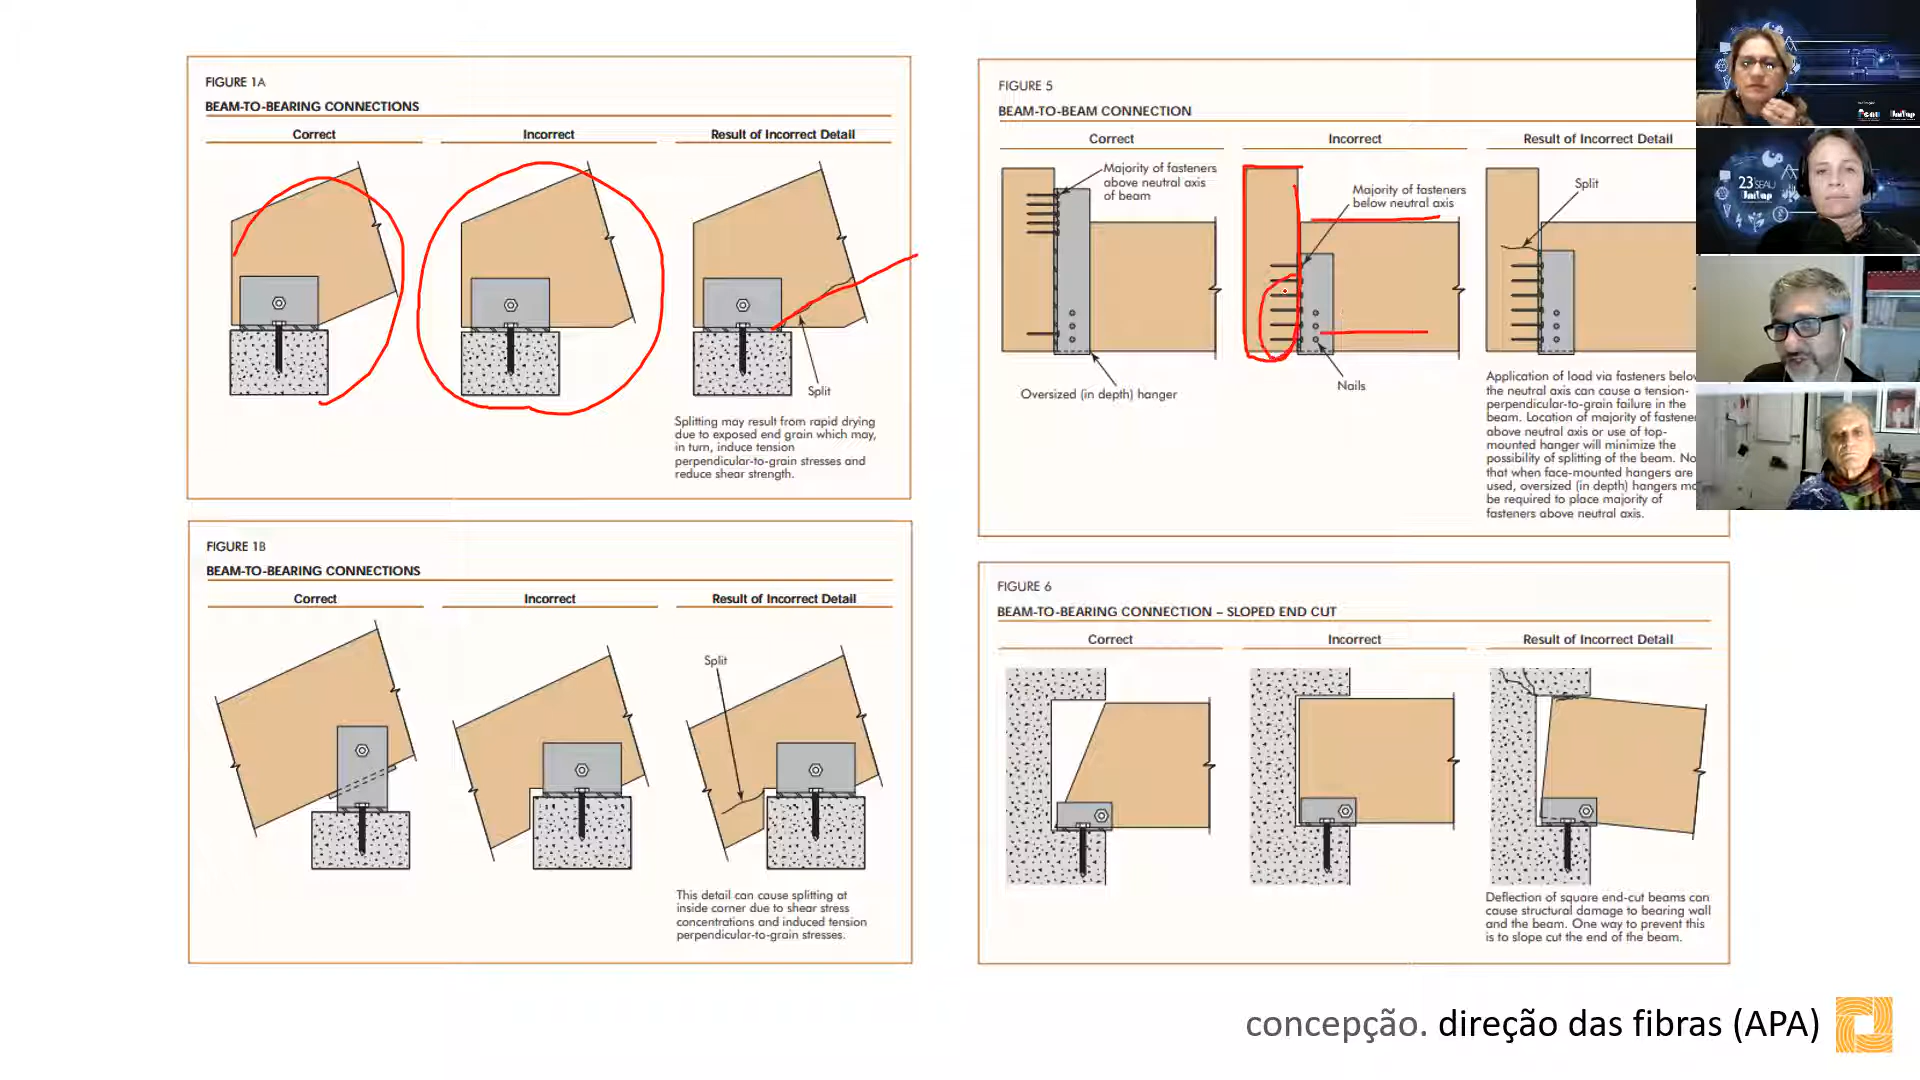 FIGURE 1A
BEAM-TO-BEARING CONNECTIONS
Correct
Incorrect
Result of Incorrect Detail
Split
Splitting may result from rapid drying
due to exposed end grain which may,
in turn, induce tension
perpendicular-to-grain stresses and
reduce shear strength.
FIGURE 1B
BEAM-TO-BEARING CONNECTIONS
Correct
Incorrect
Result of Incorrect Detail
Split
This detail can cause splitting at
inside corner due to shear stress
concentrations and induced tension
perpendicular-to-grain stresses.
FIGURE 5
BEAM-TO-BEAM CONNECTION
Correct
Incorrect
Result of Incorrect Detail
Majority of fasteners
above neutral axis
of beam
Oversized (in depth) hanger
Majority of fasteners
below neutral axis
Nails
Split
Application of load via fasteners
the neutral axis can cause a tension-
perpendicular-to-grain failure in the
beam. Location of majority of
above neutral axis or use of top-
mounted hanger will minimize the
possibility of splitting of the beam.
that when face-mounted hangers are
used, oversized (in depth) hangers
be required to place majority of
fasteners above neutral axis.
FIGURE 6
BEAM-TO-BEARING CONNECTION – SLOPED END CUT
Correct
Incorrect
Result of Incorrect Detail
Deflection of square end-cut beams can
cause structural damage to bearing wall
and the beam. One way to prevent this
is to slope cut the end of the beam.
concepção. direção das fibras (APA)
23°SEAU